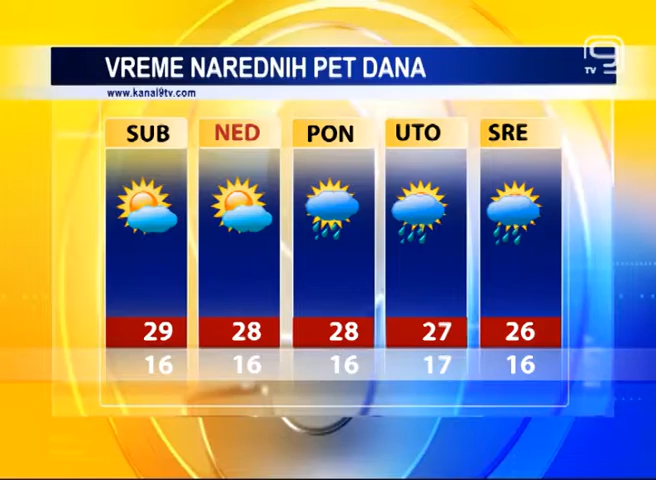 VREME NAREDNIH PET DANA
9
TV
www.kanal9tv.com
SUB NED PON UTO SRE
29 28 28 27 26
16 16 16 17 16